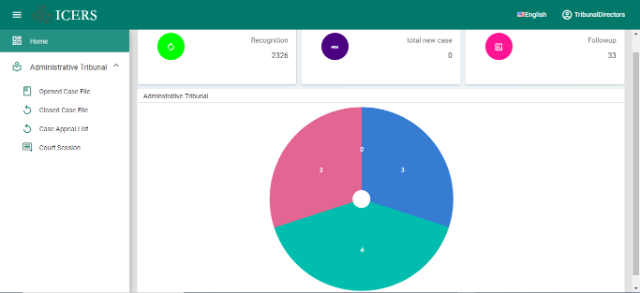 ICERS
English
TribunalDirectors
Home
Administrative Tribunal
Opened Case File
Closed Case File
Case Appeal List
Court Session
Recognition
2326
total new case
0
Followup
33
Adminstrative Tribunal
0
3
3
4